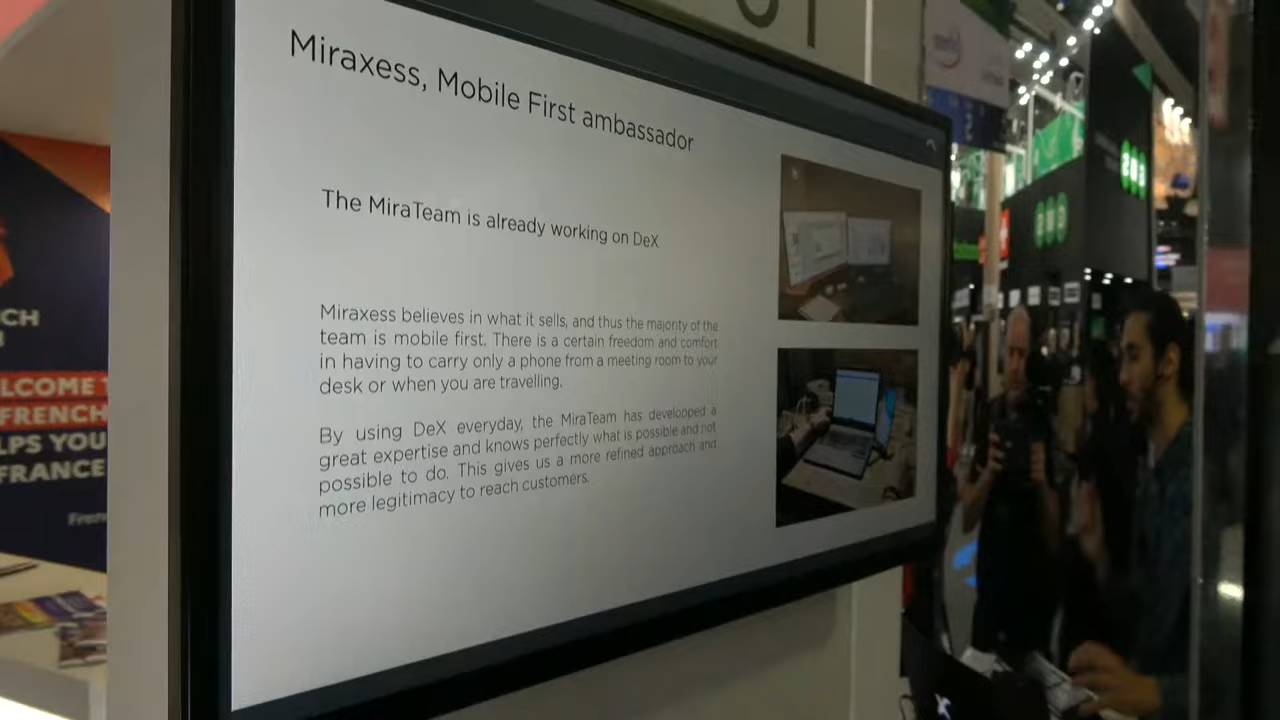 Miraxess, Mobile First ambassador
The MiraTeam is already working on DeX
Miraxess believes in what it sells, and thus the majority of the
team is mobile first. There is a certain freedom and comfort
in having to carry only a phone from a meeting room to your
desk or when you are travelling.
By using DeX everyday, the MiraTeam has developped a
great expertise and knows perfectly what is possible and not
possible to do. This gives us a more refined approach and
more legitimacy to reach customers.
CH
LCOME
FRENCH
LPS YOU
FRANCE